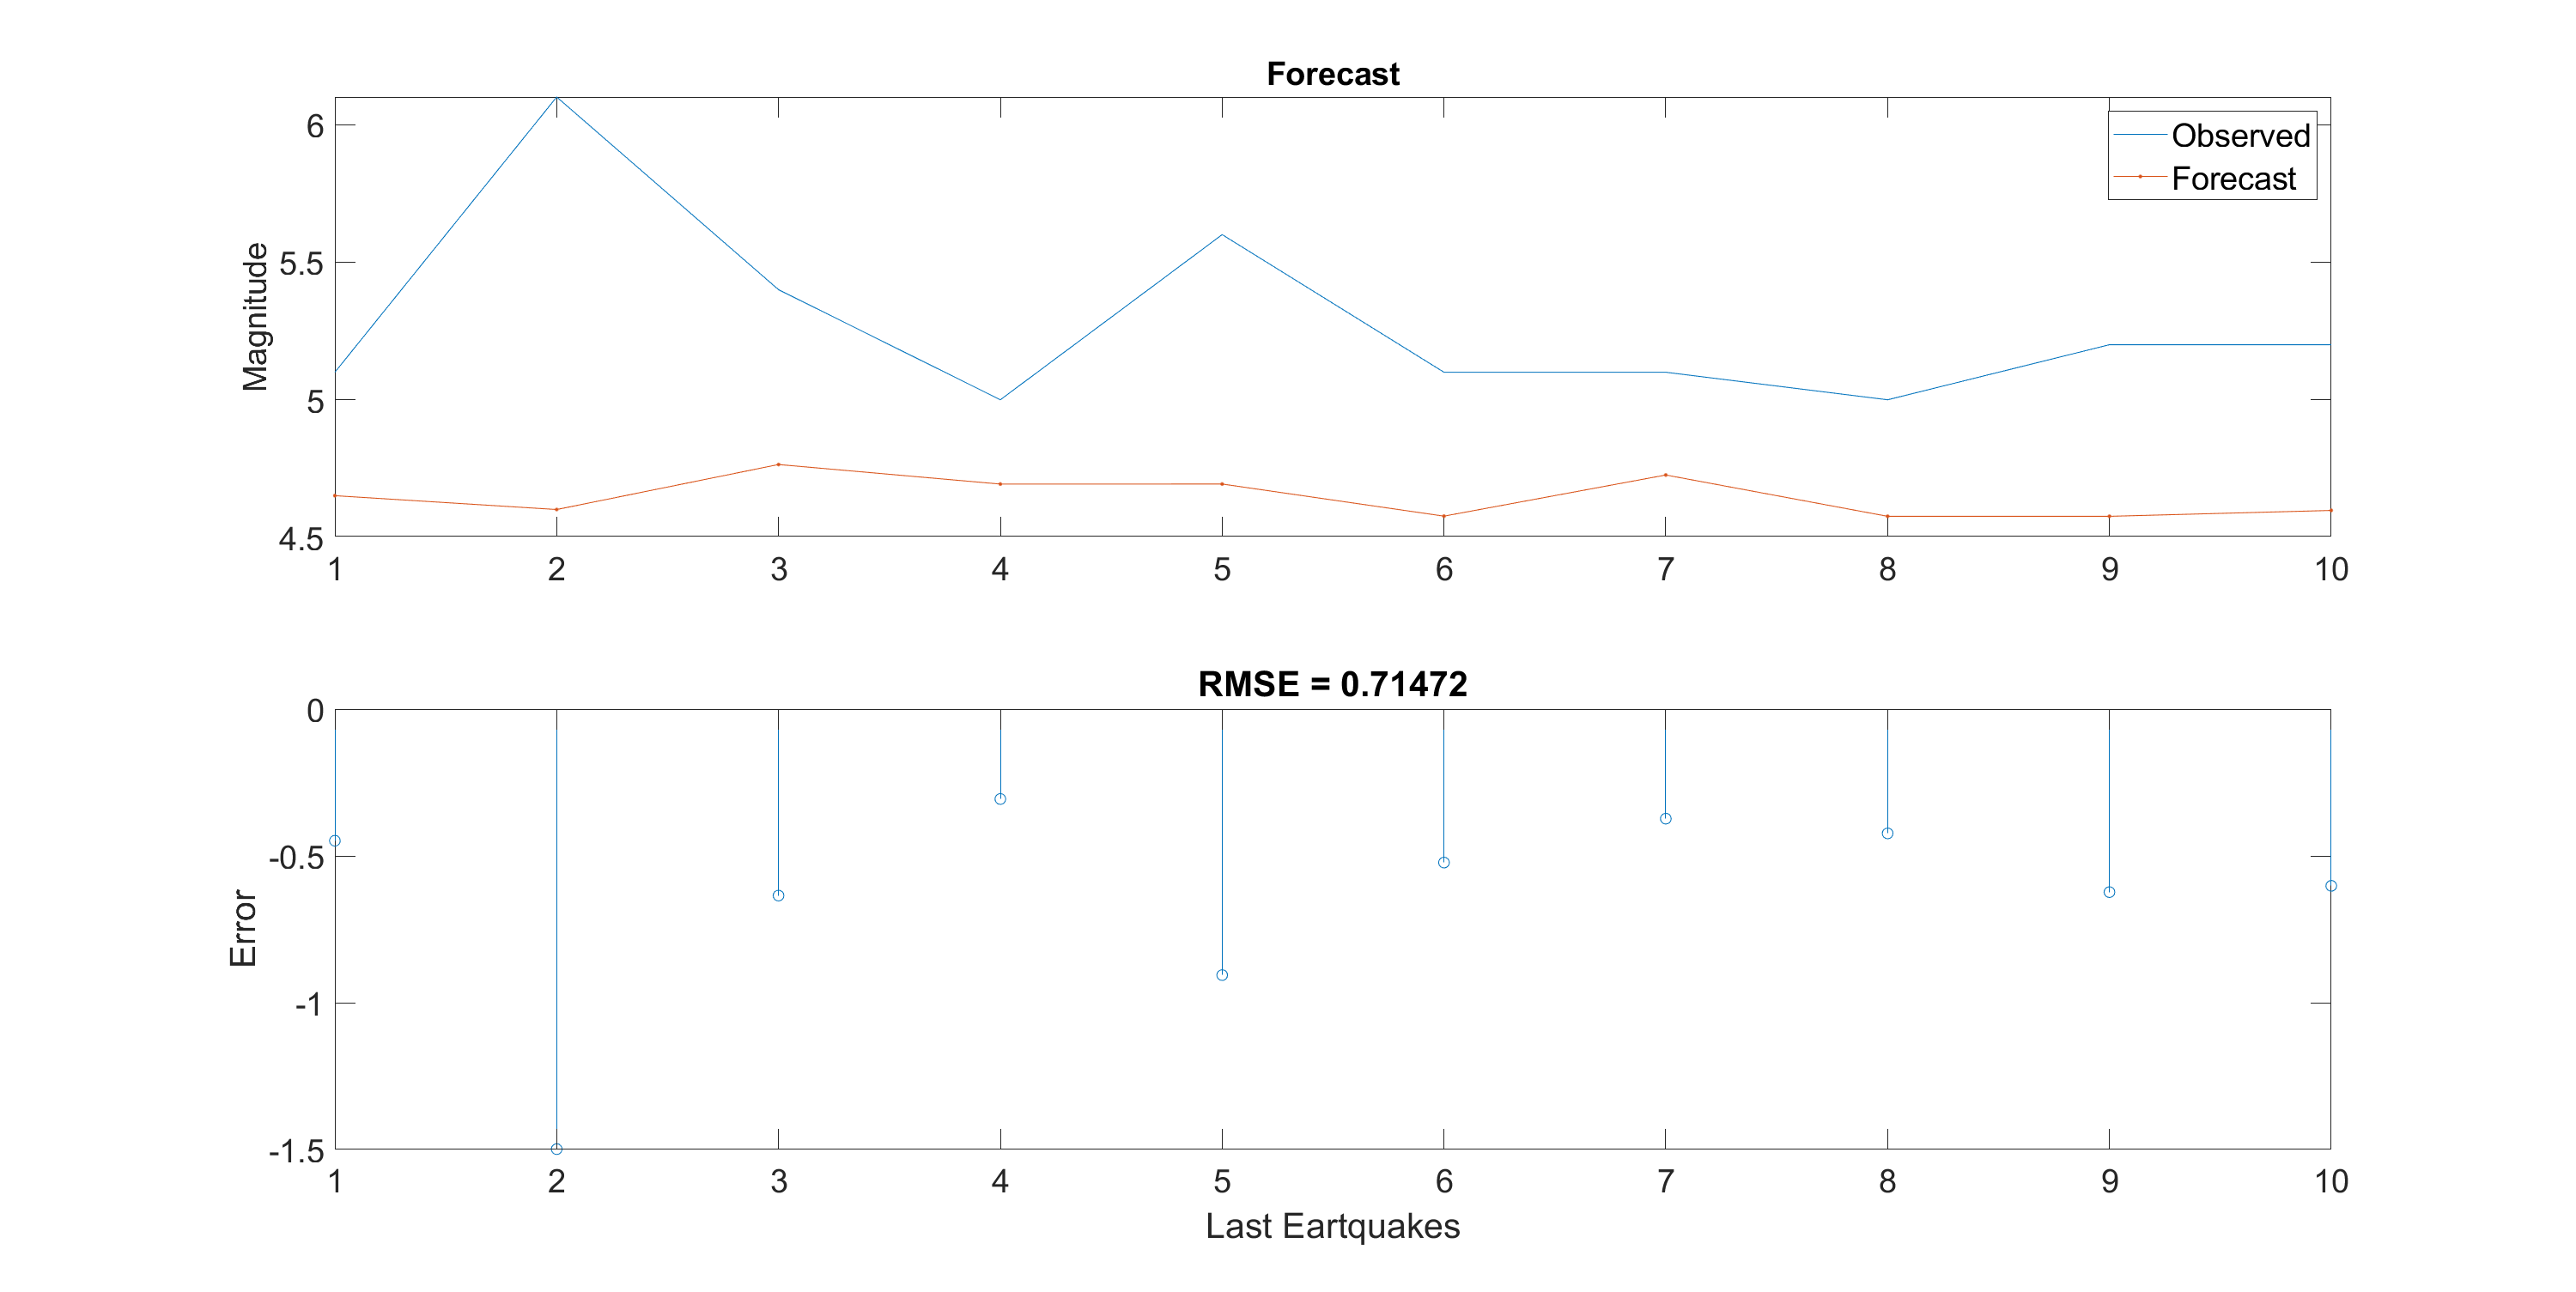 Forecast
6
5.5
5
4.5
Magnitude
Observed
Forecast
1 2 3 4 5 6 7 8 9 10
RMSE = 0.71472
0
-0.5
-1
-1.5
Error
1 2 3 4 5 6 7 8 9 10
Last Eartquakes